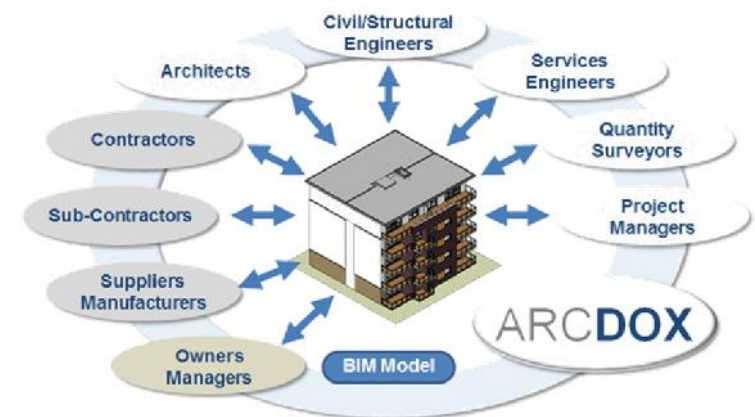 Civil/Structural
Engineers
Architects
Services
Engineers
Contractors
Quantity
Surveyors
Sub-Contractors
Project
Managers
Suppliers
Manufacturers
ARCDOX
Owners
Managers
BIM Model